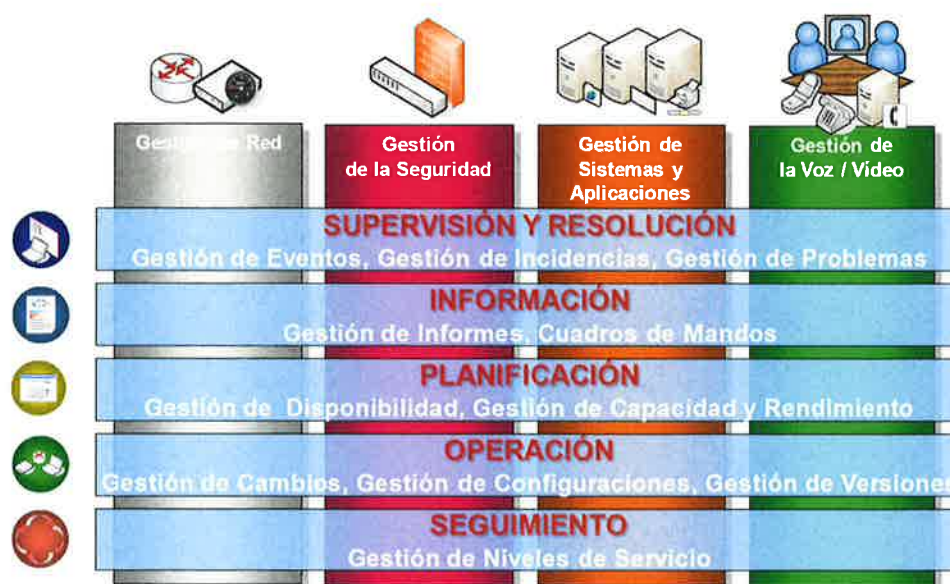 Gestión de Red
Gestión
de la Seguridad
Gestión de
Sistemas y
Aplicaciones
Gestión de
la Voz / Vídeo
SUPERVISIÓN Y RESOLUCIÓN
Gestión de Eventos, Gestión de Incidencias, Gestión de Problemas
INFORMACIÓN
Gestión de Informes, Cuadros de Mandos
PLANIFICACIÓN
Gestión de Disponibilidad, Gestión de Capacidad y Rendimiento
OPERACIÓN
Gestión de Cambios, Gestión de Configuraciones, Gestión de Versiones
SEGUIMIENTO
Gestión de Niveles de Servicio